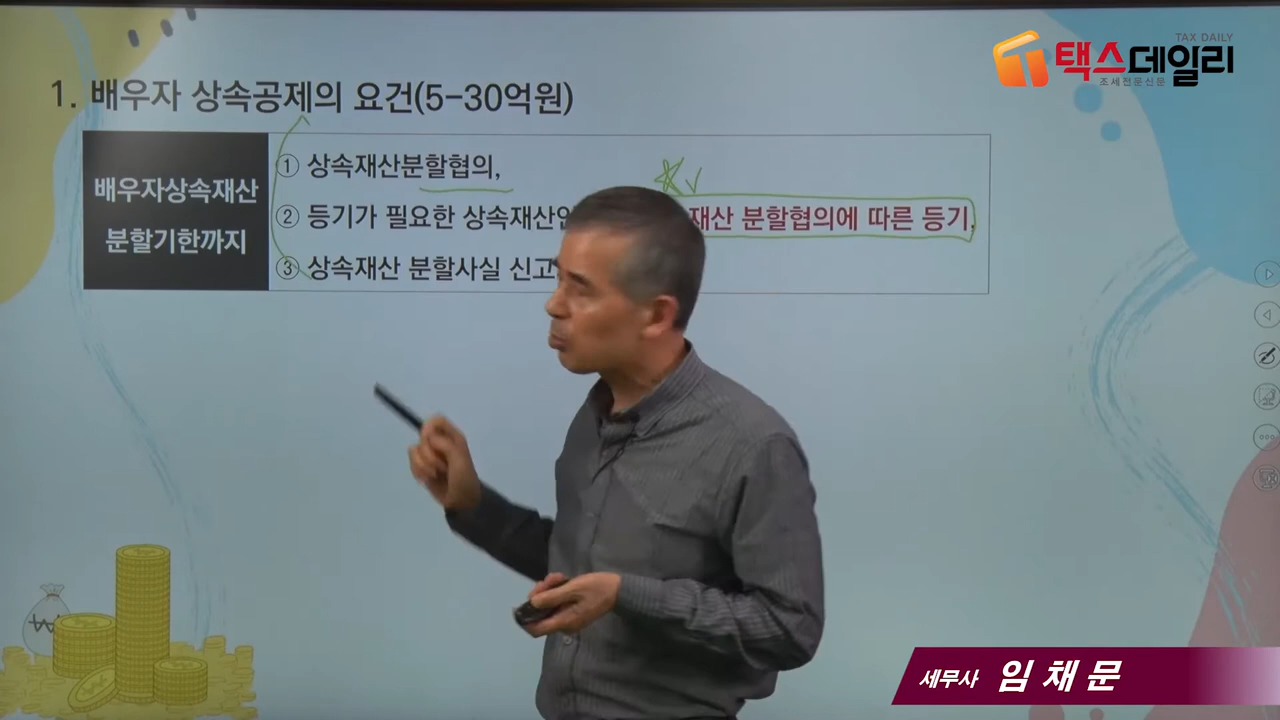 TAX DAILY
택스데일리
조세전문신문
1. 배우자 상속공제의 요건(5-30억원)
배우자상속재산
분할기한까지
① 상속재산분할협의,
② 등기가 필요한 상속재산인 재산 분할협의에 따른 등기,
③ 상속재산 분할사실 신고
세무사 임채문